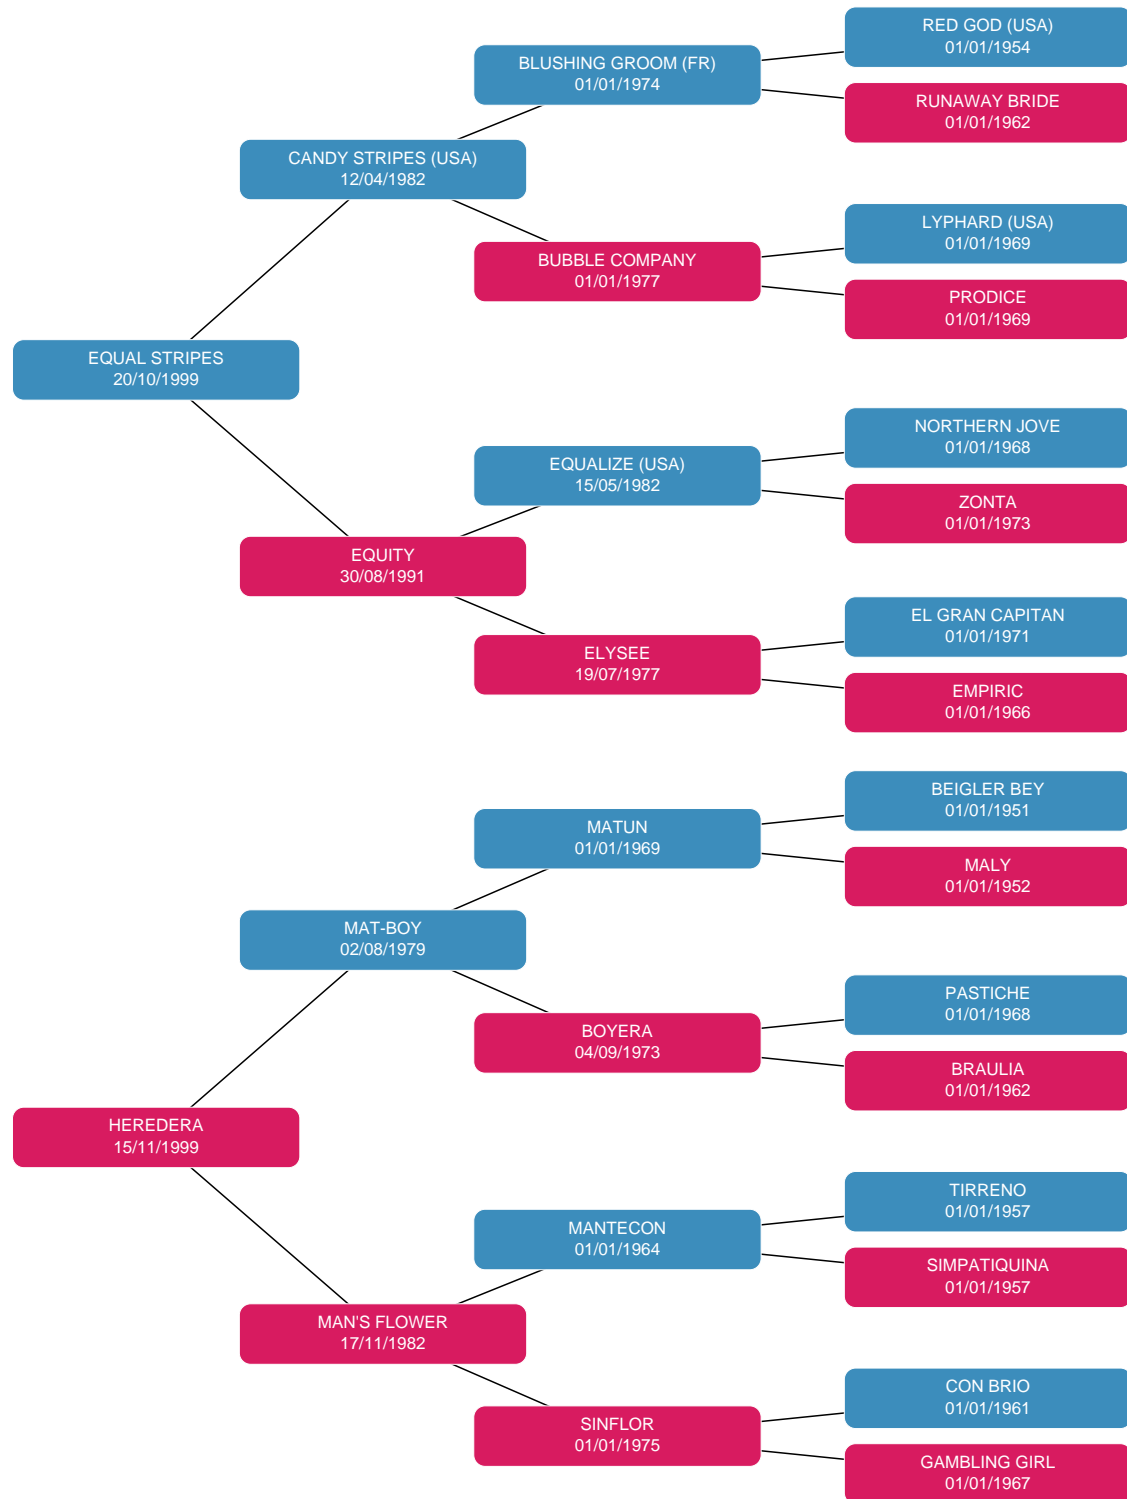 RED GOD (USA)
01/01/1954
BLUSHING GROOM (FR)
01/01/1974
RUNAWAY BRIDE
01/01/1962
CANDY STRIPES (USA)
12/04/1982
LYPHARD (USA)
01/01/1969
BUBBLE COMPANY
01/01/1977
PRODICE
01/01/1969
EQUAL STRIPES
20/10/1999
NORTHERN JOVE
01/01/1968
EQUALIZE (USA)
15/05/1982
ZONTA
01/01/1973
EQUITY
30/08/1991
EL GRAN CAPITAN
01/01/1971
ELYSEE
19/07/1977
EMPIRIC
01/01/1966
BEIGLER BEY
01/01/1951
MATUN
01/01/1969
MALY
01/01/1952
MAT-BOY
02/08/1979
PASTICHE
01/01/1968
BOYERA
04/09/1973
BRAULIA
01/01/1962
HEREDERA
15/11/1999
TIRRENO
01/01/1957
MANTECON
01/01/1964
SIMPATIQUINA
01/01/1957
MAN'S FLOWER
17/11/1982
CON BRIO
01/01/1961
SINFLOR
01/01/1975
GAMBLING GIRL
01/01/1967